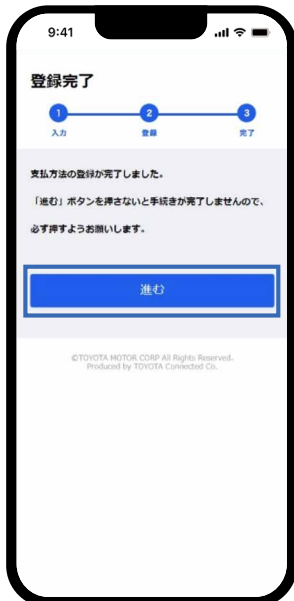 9:41
登録完了
1 2 3
入力 登録 完了
支払方法の登録が完了しました。
「進む」ボタンを押さないと手続きが完了しませんので、
必ず押すようお願いします。
進む
©TOYOTA MOTOR CORP All Rights Reserved.
Produced by TOYOTA Connected Co.